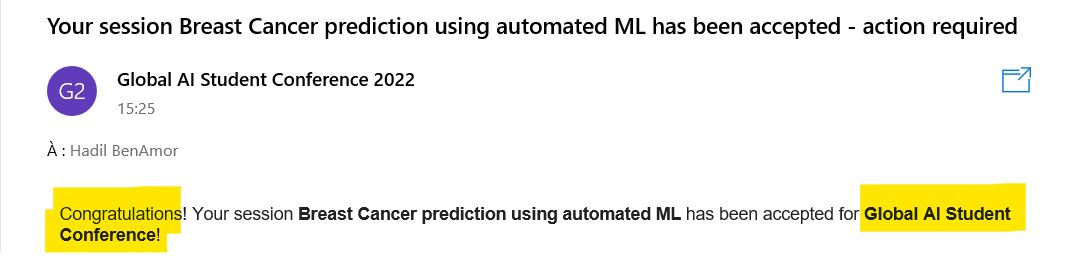 Your session Breast Cancer prediction using automated ML has been accepted - action required
G2
Global AI Student Conference 2022
15:25
À : Hadil BenAmor
Congratulations! Your session Breast Cancer prediction using automated ML has been accepted for Global AI Student
Conference!